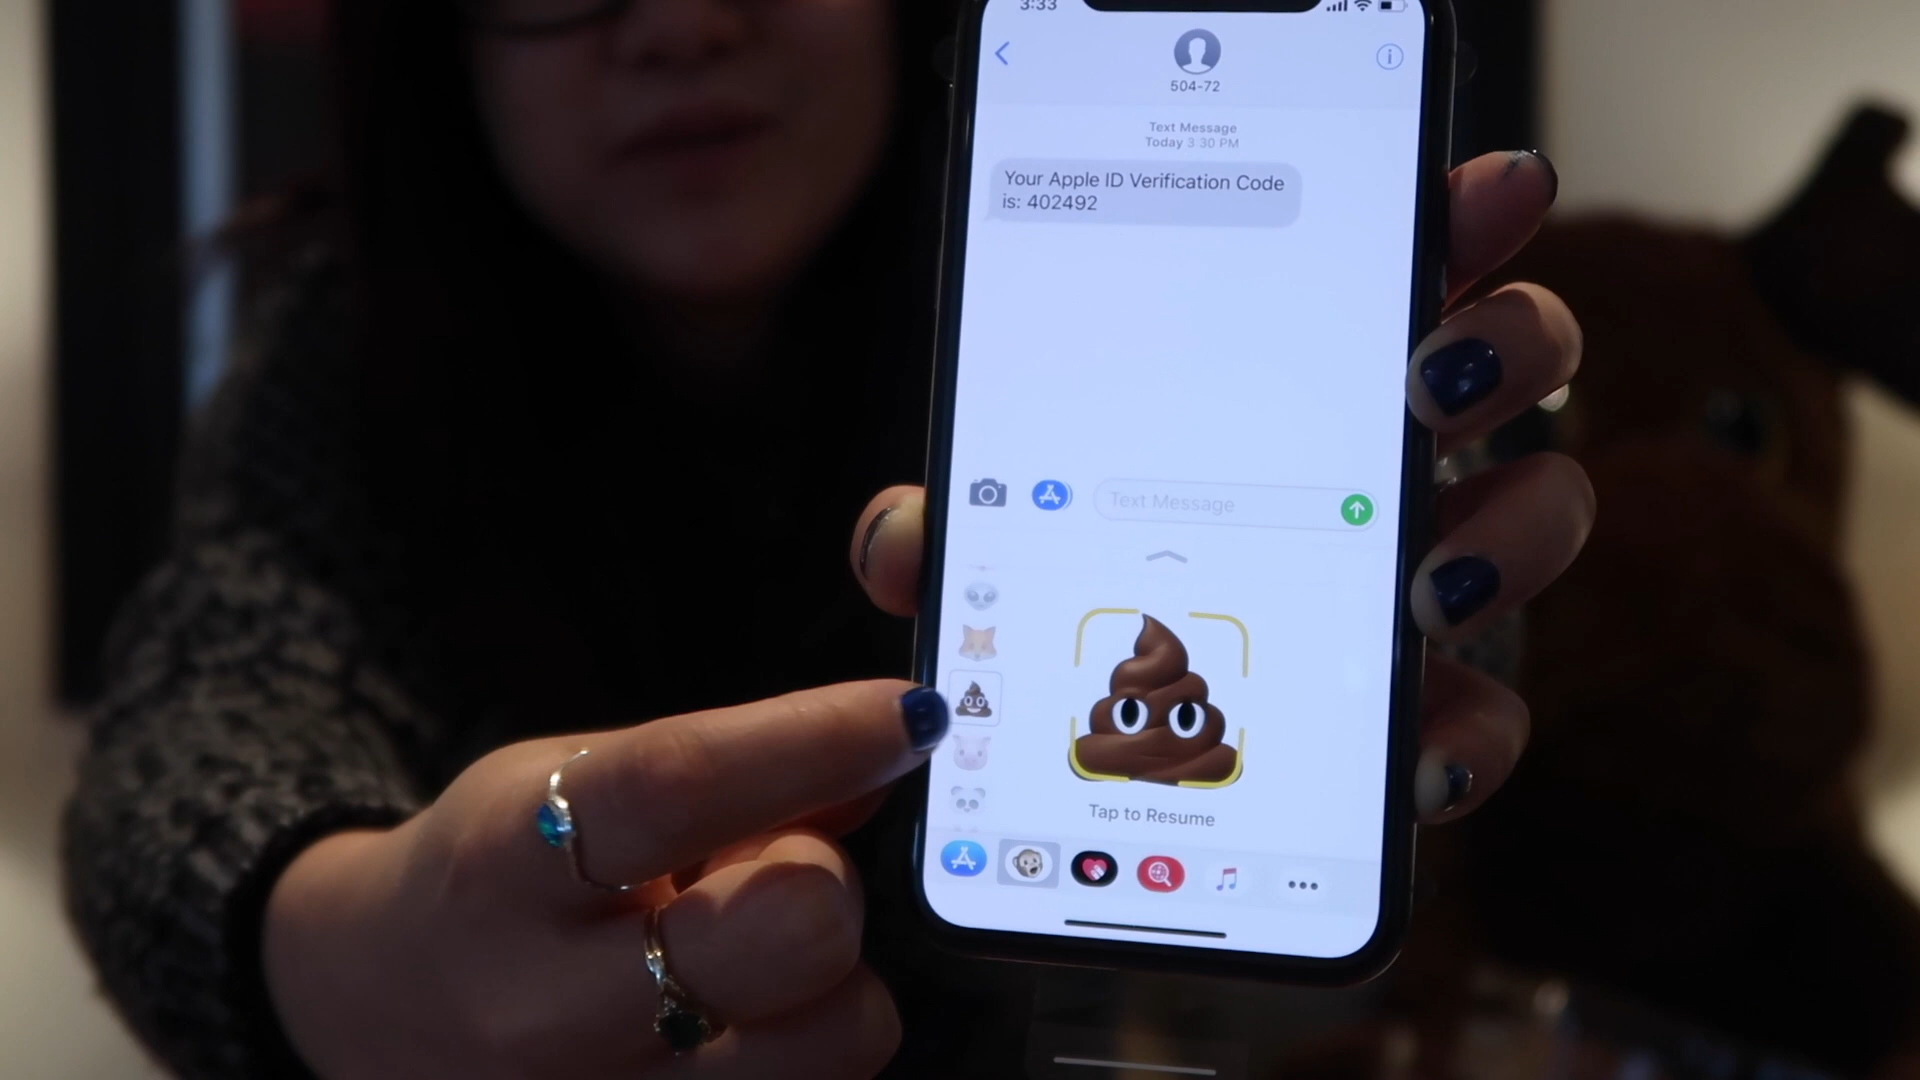 3:33
504-72
Text Message
Today 3:30 PM
Your Apple ID Verification Code
is: 402492
Text Message
Tap to Resume